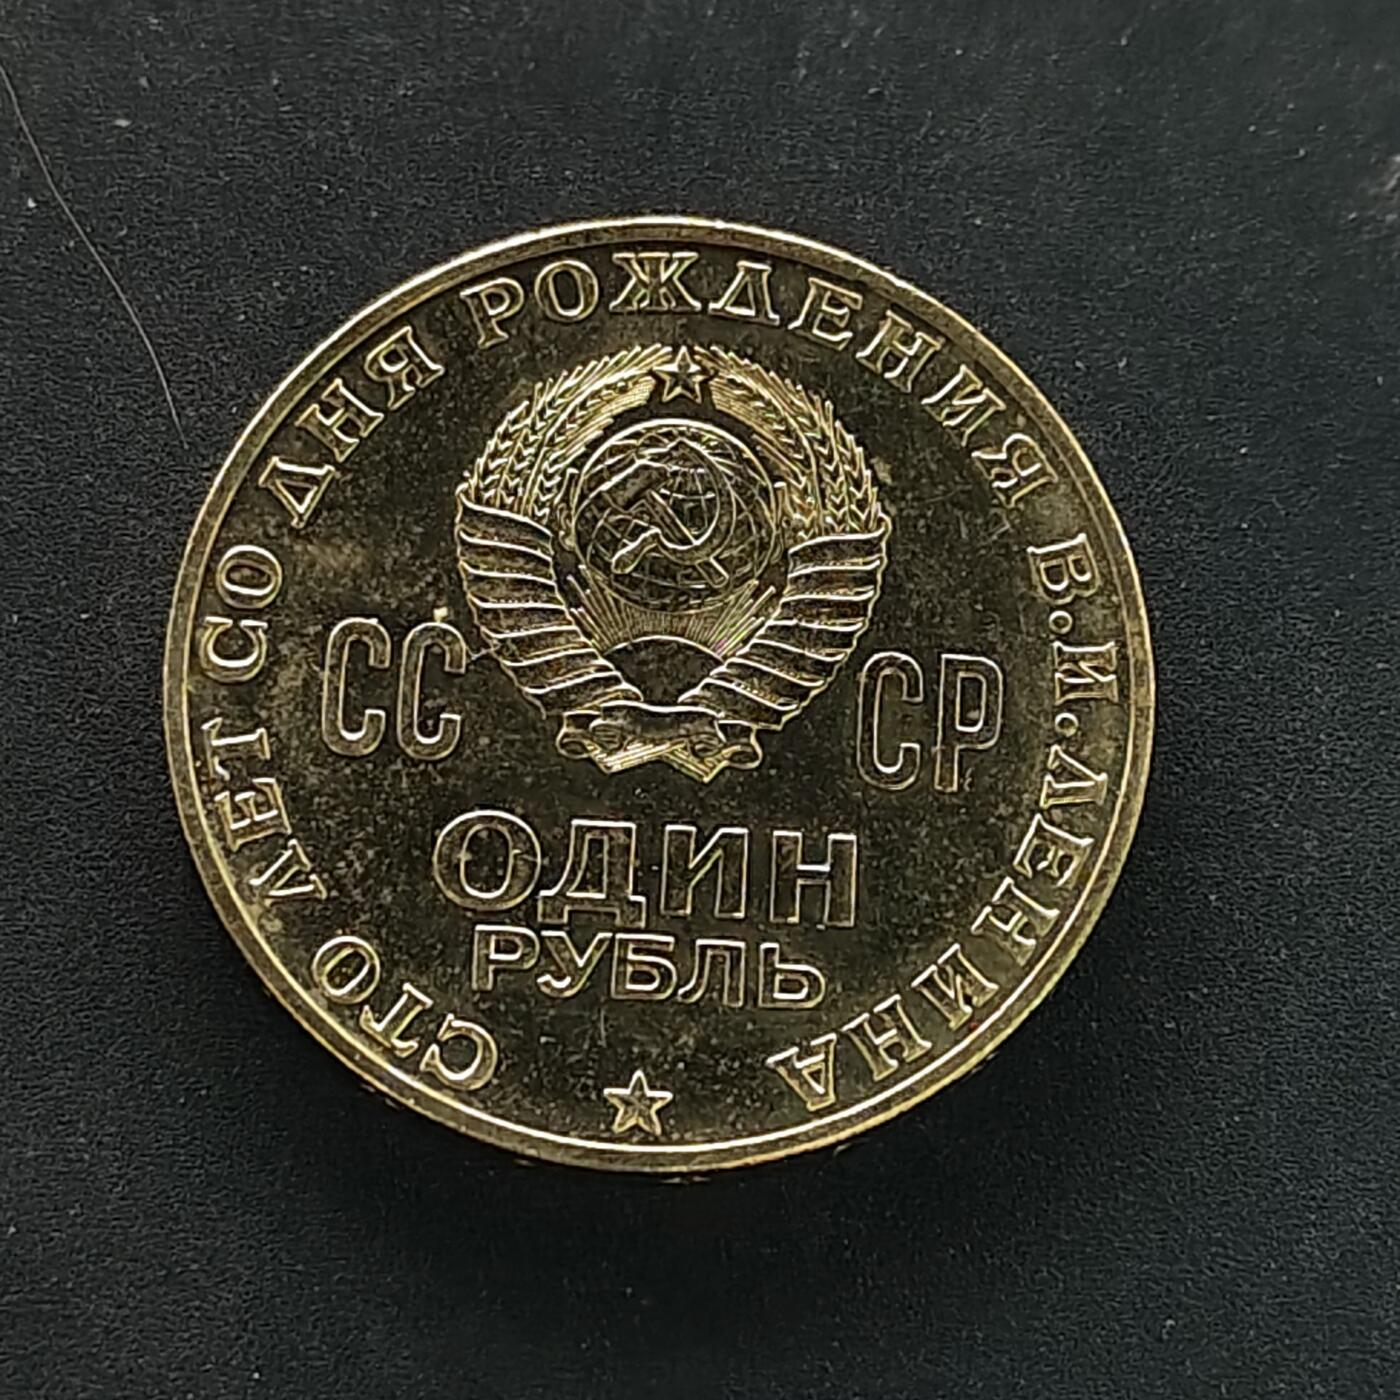 СТО ЛЕТ СО ДНЯ РОЖДЕНИЯ В.И.ЛЕНИНА
СС СР
ОДИН
РУБЛЬ